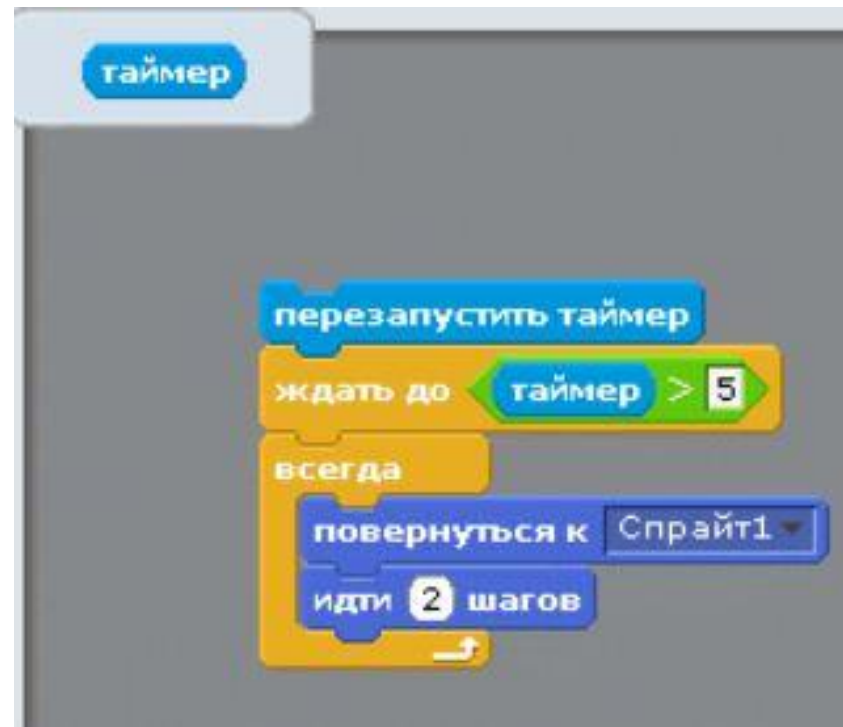 таймер
перезапустить таймер
ждать до таймер > 5
всегда
повернуться к Спрайт1
идти 2 шагов